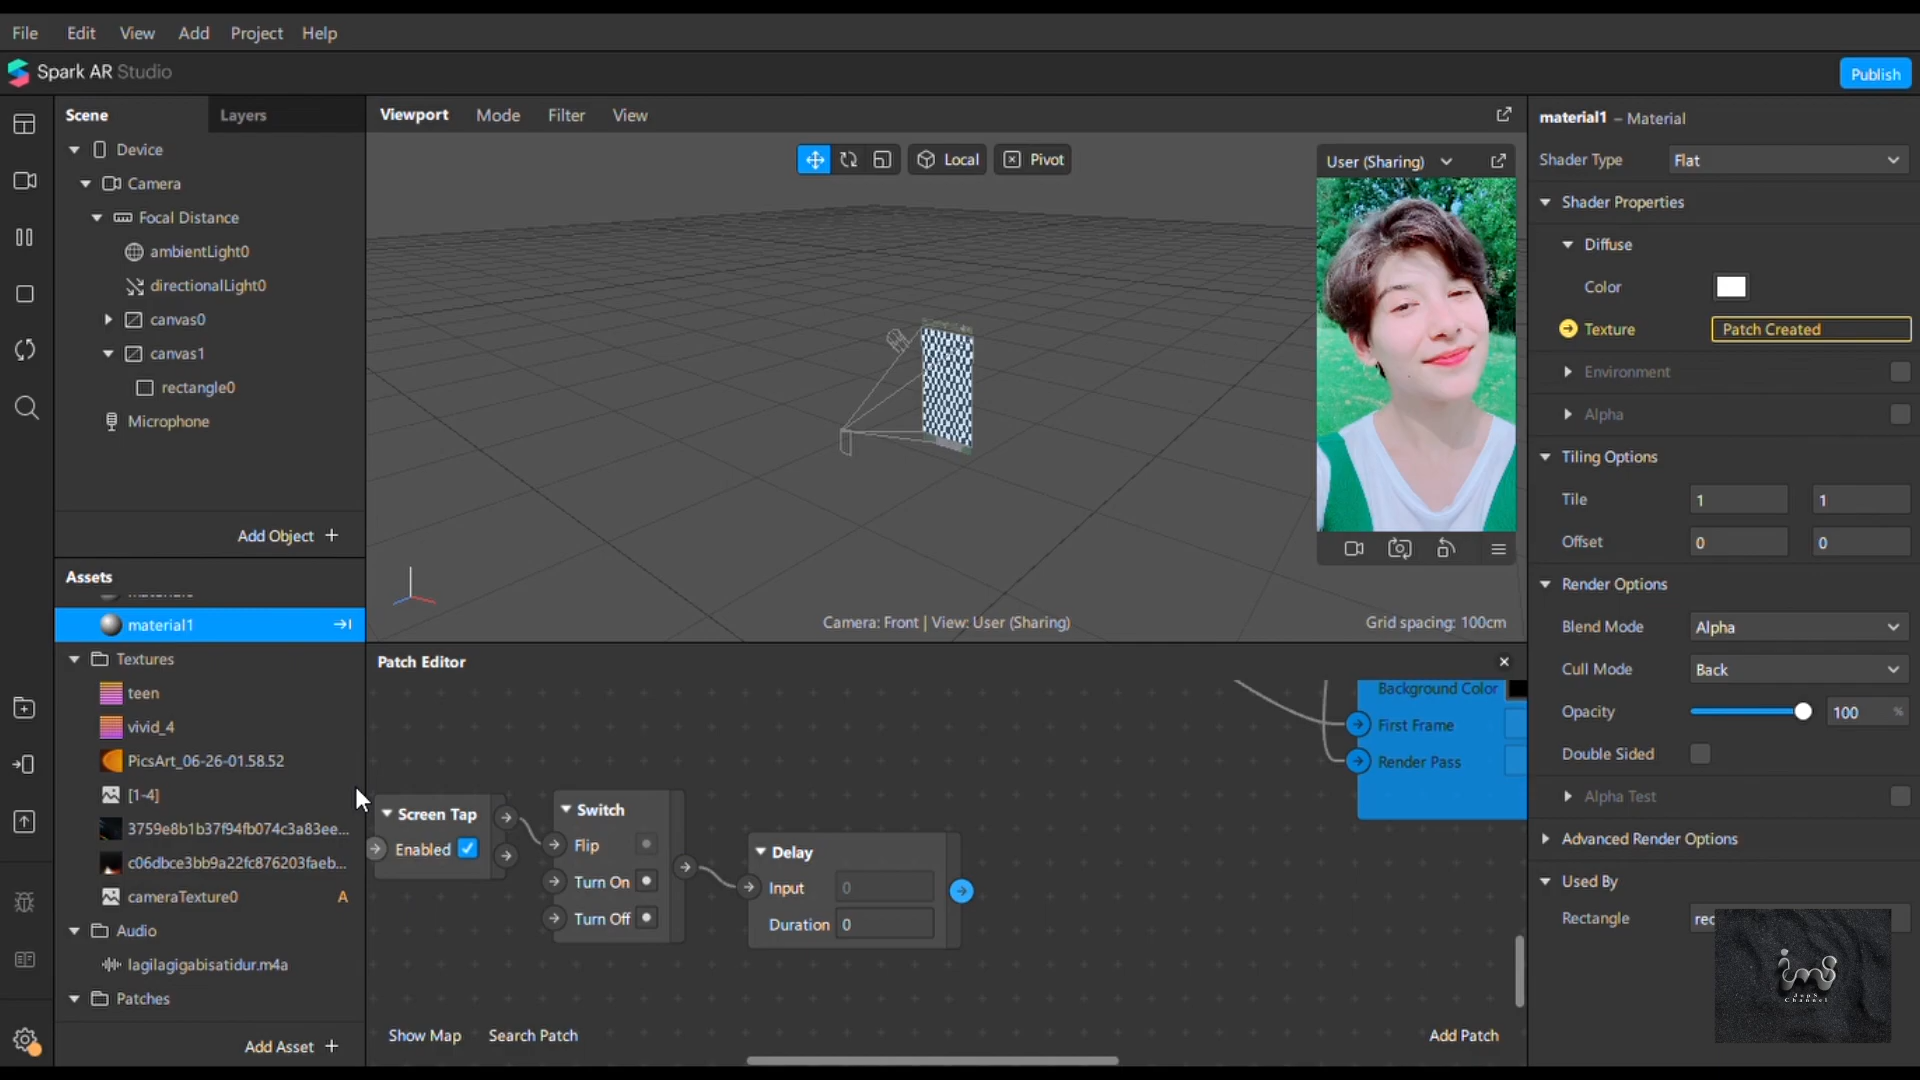 File Edit View Add Project Help
Spark AR Studio
Publish
Scene Layers
Device
Camera
Focal Distance
ambientLight0
directionalLight0
canvas0
canvas1
rectangle0
Microphone
Add Object +
Assets
material1
Textures
teen
vivid_4
PicsArt_06-26-01.58.52
[1-4]
3759e8b1b37f94fb074c3a83ee...
c06dbce3bb9a22fc876203faeb...
cameraTexture0 A
Audio
lagilagigabisatidur.m4a
Patches
Add Asset +
Viewport Mode Filter View
Local Pivot
User (Sharing)
Camera: Front | View: User (Sharing)
Grid spacing: 100cm
Patch Editor
Screen Tap
Enabled
Switch
Flip
Turn On
Turn Off
Delay
Input 0
Duration 0
Background Color
First Frame
Render Pass
Show Map Search Patch
Add Patch
material1 – Material
Shader Type Flat
Shader Properties
Diffuse
Color
Texture Patch Created
Environment
Alpha
Tiling Options
Tile 1 1
Offset 0 0
Render Options
Blend Mode Alpha
Cull Mode Back
Opacity 100 %
Double Sided
Alpha Test
Advanced Render Options
Used By
Rectangle rec
ims
JspS
Channel